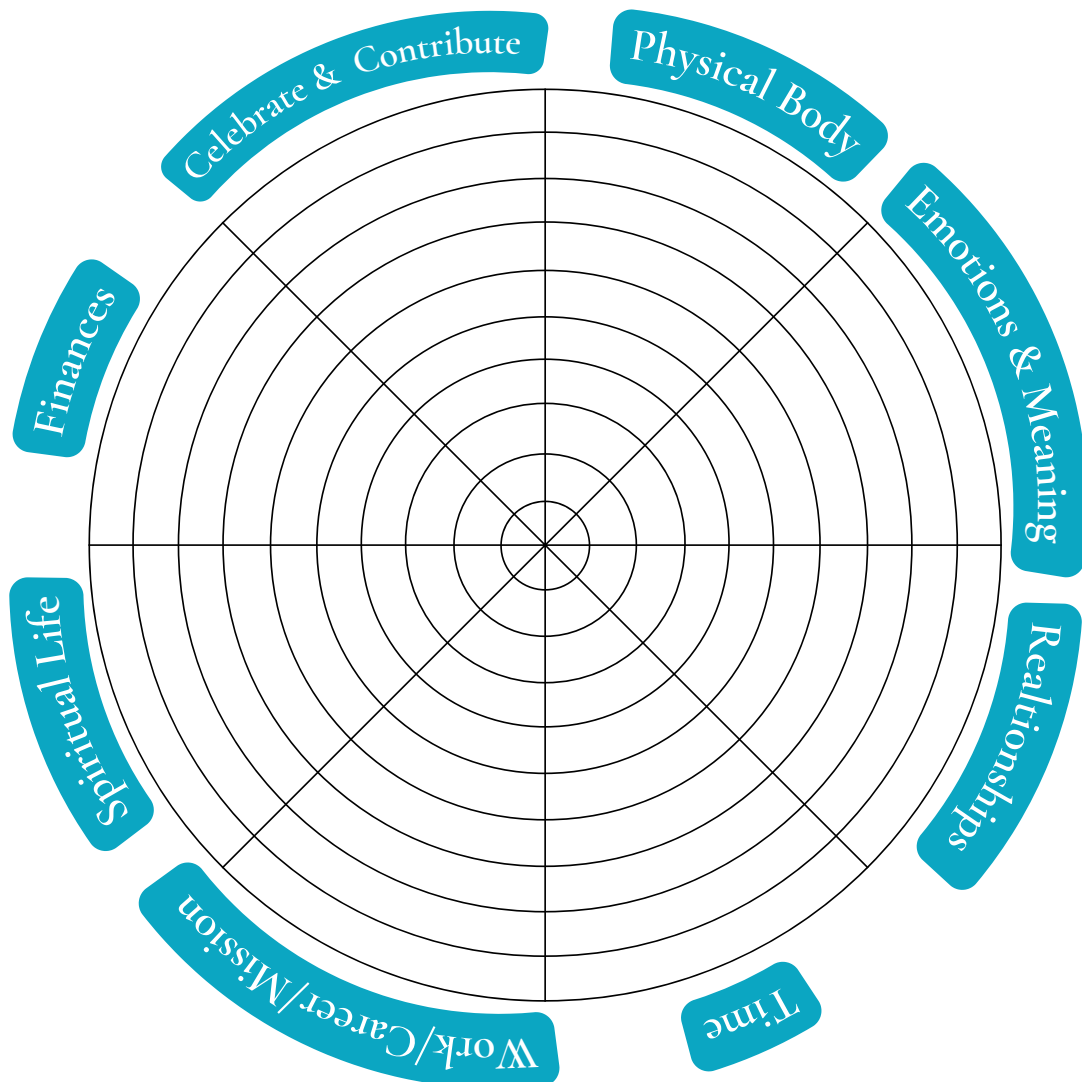 Physical Body
Emotions & Meaning
Realtionships
Time
Work/Career/Mission
Spiritual Life
Finances
Celebrate & Contribute